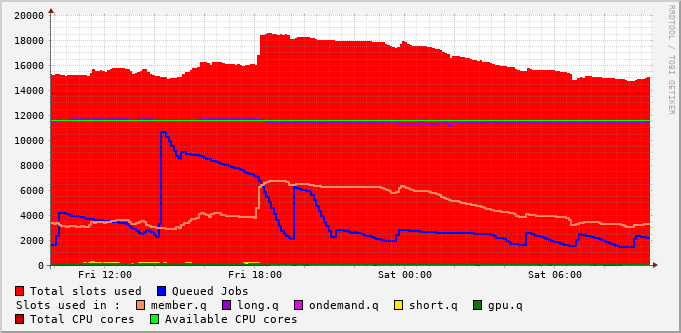 20000
18000
16000
14000
12000
10000
8000
6000
4000
2000
0
Fri 12:00 Fri 18:00 Sat 00:00 Sat 06:00
Total slots used Queued Jobs
Slots used in : member.q long.q ondemand.q short.q gpu.q
Total CPU cores Available CPU cores
RRDTOOL / TOBI OETIKER